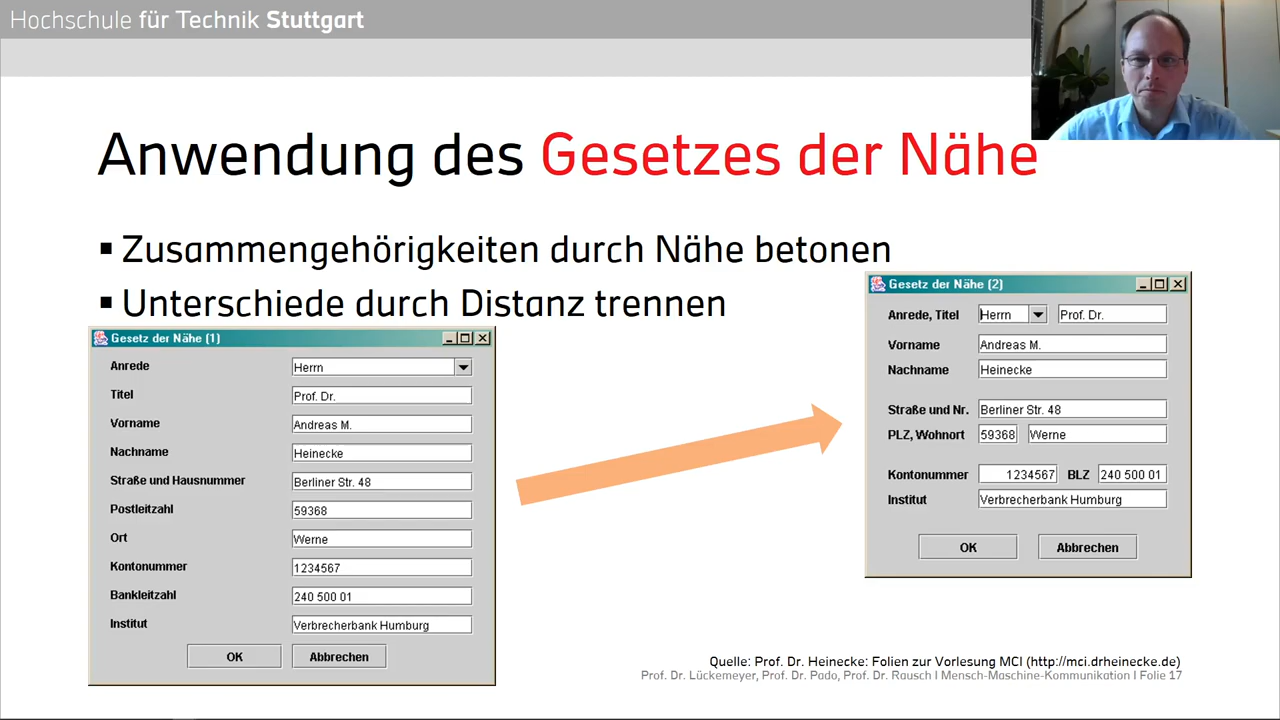 Hochschule für Technik Stuttgart
Anwendung des Gesetzes der Nähe
▪ Zusammengehörigkeiten durch Nähe betonen
▪ Unterschiede durch Distanz trennen
Gesetz der Nähe (1)
Anrede Herrn
Titel Prof. Dr.
Vorname Andreas M.
Nachname Heinecke
Straße und Hausnummer Berliner Str. 48
Postleitzahl 59368
Ort Werne
Kontonummer 1234567
Bankleitzahl 240 500 01
Institut Verbrecherbank Humburg
OK Abbrechen
Gesetz der Nähe (2)
Anrede, Titel Herrn Prof. Dr.
Vorname Andreas M.
Nachname Heinecke
Straße und Nr. Berliner Str. 48
PLZ, Wohnort 59368 Werne
Kontonummer 1234567 BLZ 240 500 01
Institut Verbrecherbank Humburg
OK Abbrechen
Quelle: Prof. Dr. Heinecke: Folien zur Vorlesung MCI (http://mci.drheinecke.de)
Prof. Dr. Lückemeyer, Prof. Dr. Pado, Prof. Dr. Rausch I Mensch-Maschine-Kommunikation I Folie 17